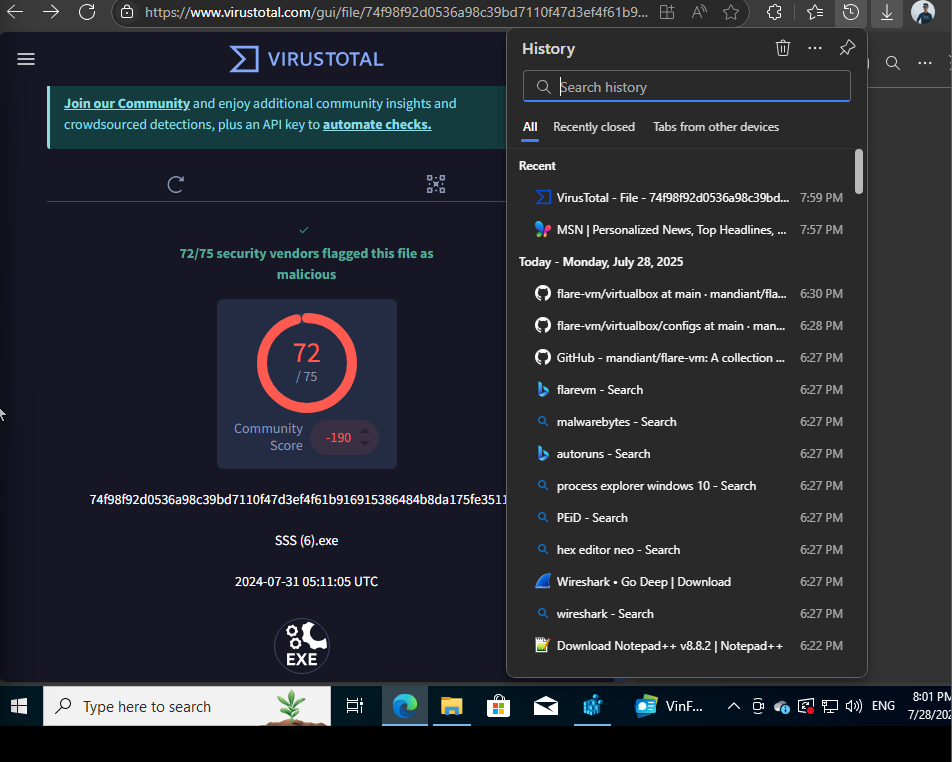 https://www.virustotal.com/gui/file/74f98f92d0536a98c39bd7110f47d3ef4f61b9...
VIRUSTOTAL
Join our Community and enjoy additional community insights and
crowdsourced detections, plus an API key to automate checks.
72/75 security vendors flagged this file as
malicious
72
/ 75
Community
Score
-190
74f98f92d0536a98c39bd7110f47d3ef4f61b916915386484b8da175fe3511
SSS (6).exe
2024-07-31 05:11:05 UTC
EXE
History
Search history
All Recently closed Tabs from other devices
Recent
VirusTotal - File - 74f98f92d0536a98c39bd... 7:59 PM
MSN | Personalized News, Top Headlines, ... 7:57 PM
Today - Monday, July 28, 2025
flare-vm/virtualbox at main · mandiant/fla... 6:30 PM
flare-vm/virtualbox/configs at main · man... 6:28 PM
GitHub - mandiant/flare-vm: A collection ... 6:27 PM
flarevm - Search 6:27 PM
malwarebytes - Search 6:27 PM
autoruns - Search 6:27 PM
process explorer windows 10 - Search 6:27 PM
PEiD - Search 6:27 PM
hex editor neo - Search 6:27 PM
Wireshark • Go Deep | Download 6:27 PM
wireshark - Search 6:27 PM
Download Notepad++ v8.8.2 | Notepad++ 6:22 PM
Type here to search
VinF...
ENG
8:01 PM
7/28/202